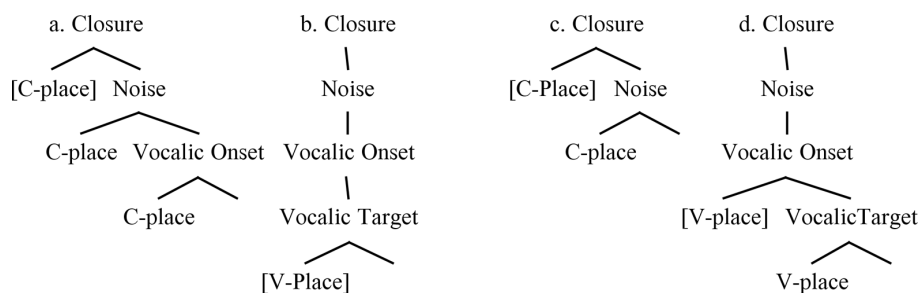 a. Closure b. Closure c. Closure d. Closure
[C-place] Noise Noise [C-Place] Noise Noise
C-place Vocalic Onset Vocalic Onset C-place Vocalic Onset
C-place Vocalic Target [V-place] VocalicTarget
[V-Place] V-place